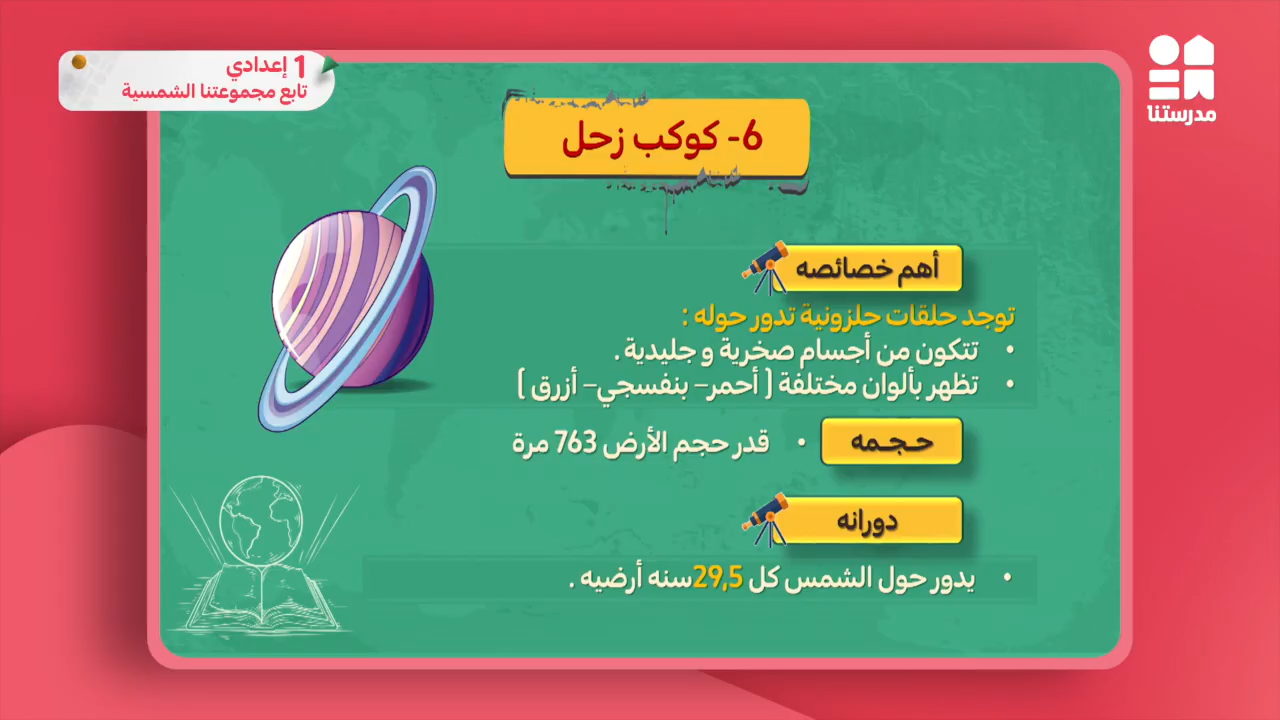 1 إعدادي
تابع مجموعتنا الشمسية
مدرستنا
6- كوكب زحل
أهم خصائصه
توجد حلقات حلزونية تدور حوله :
• تتكون من أجسام صخرية و جليدية .
• تظهر بألوان مختلفة ( أحمر– بنفسجي– أزرق )
حجمه
• قدر حجم الأرض 763 مرة
دورانه
• يدور حول الشمس كل 29,5سنه أرضيه .